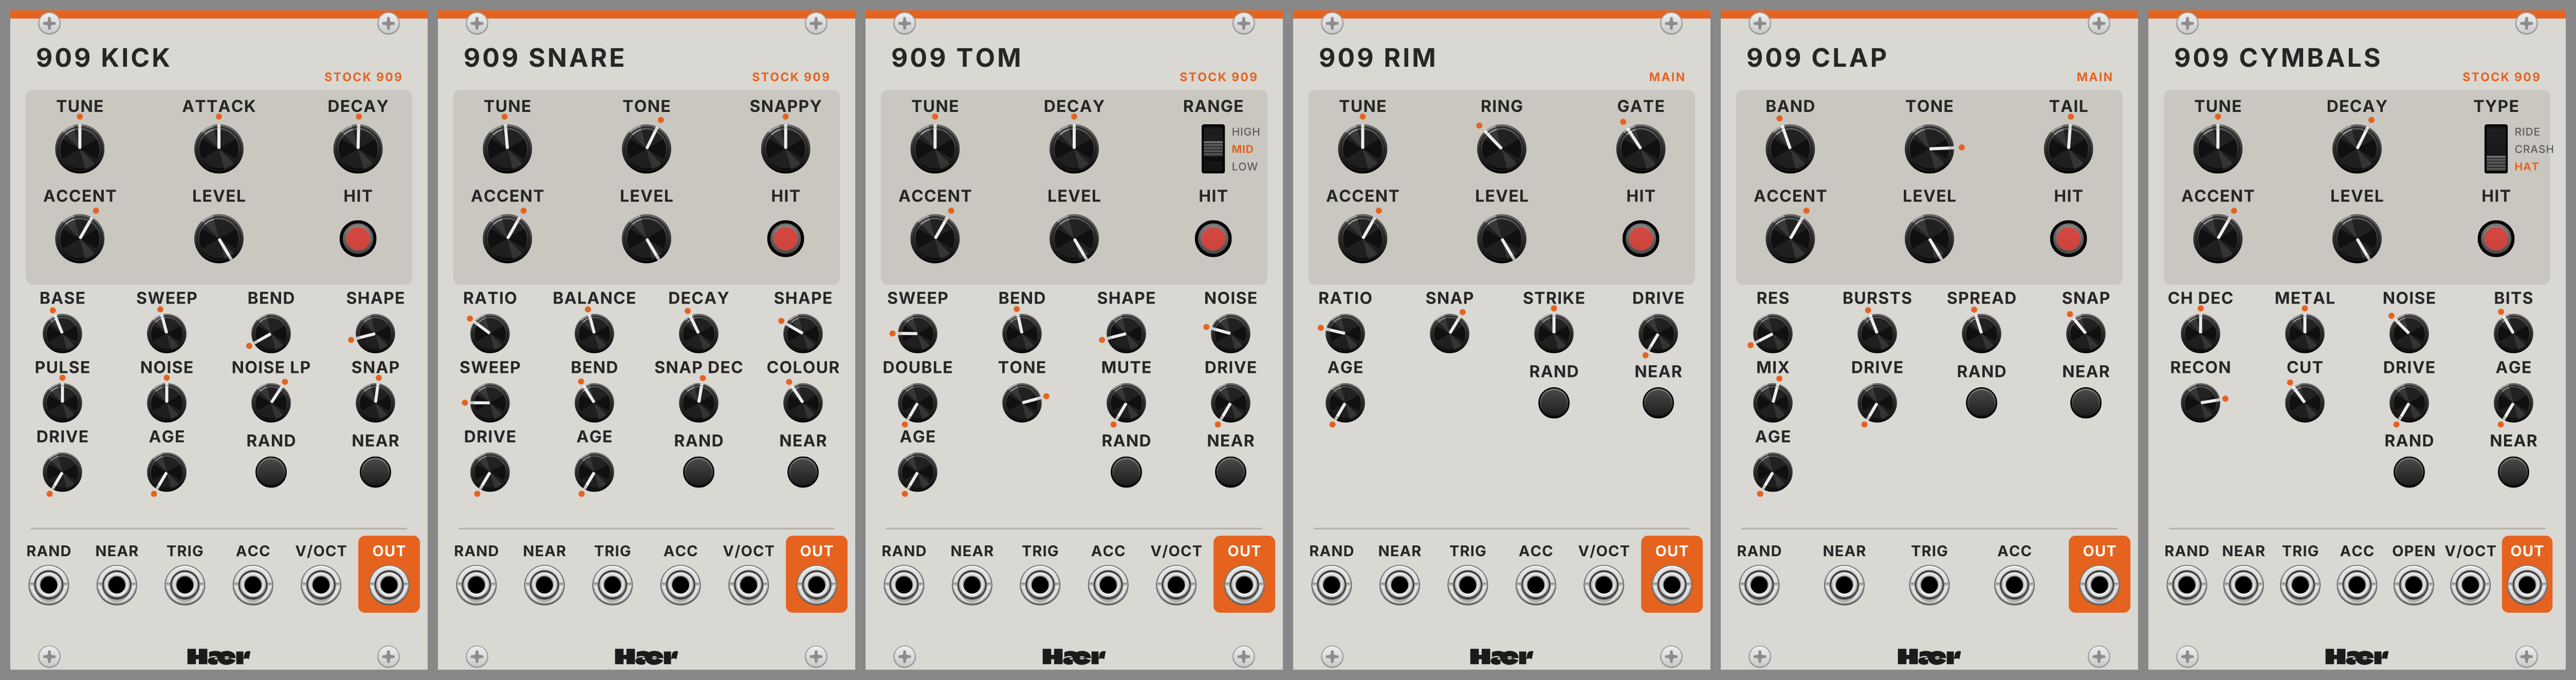 909 KICK
STOCK 909
TUNE ATTACK DECAY
ACCENT LEVEL HIT
BASE SWEEP BEND SHAPE
PULSE NOISE NOISE LP SNAP
DRIVE AGE RAND NEAR
RAND NEAR TRIG ACC V/OCT OUT
Hær
909 SNARE
STOCK 909
TUNE TONE SNAPPY
ACCENT LEVEL HIT
RATIO BALANCE DECAY SHAPE
SWEEP BEND SNAP DEC COLOUR
DRIVE AGE RAND NEAR
RAND NEAR TRIG ACC V/OCT OUT
Hær
909 TOM
STOCK 909
TUNE DECAY RANGE
HIGH
MID
LOW
ACCENT LEVEL HIT
SWEEP BEND SHAPE NOISE
DOUBLE TONE MUTE DRIVE
AGE RAND NEAR
RAND NEAR TRIG ACC V/OCT OUT
Hær
909 RIM
MAIN
TUNE RING GATE
ACCENT LEVEL HIT
RATIO SNAP STRIKE DRIVE
AGE RAND NEAR
RAND NEAR TRIG ACC V/OCT OUT
Hær
909 CLAP
MAIN
BAND TONE TAIL
ACCENT LEVEL HIT
RES BURSTS SPREAD SNAP
MIX DRIVE RAND NEAR
AGE
RAND NEAR TRIG ACC OUT
Hær
909 CYMBALS
STOCK 909
TUNE DECAY TYPE
RIDE
CRASH
HAT
ACCENT LEVEL HIT
CH DEC METAL NOISE BITS
RECON CUT DRIVE AGE
RAND NEAR
RAND NEAR TRIG ACC OPEN V/OCT OUT
Hær